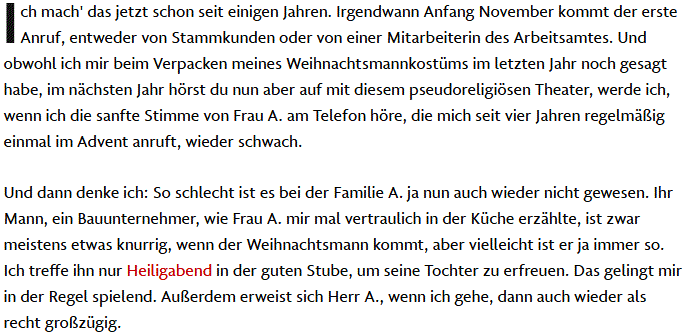 Ich mach' das jetzt schon seit einigen Jahren. Irgendwann Anfang November kommt der erste
Anruf, entweder von Stammkunden oder von einer Mitarbeiterin des Arbeitsamtes. Und
obwohl ich mir beim Verpacken meines Weihnachtsmannkostüms im letzten Jahr noch gesagt
habe, im nächsten Jahr hörst du nun aber auf mit diesem pseudoreligiösen Theater, werde ich,
wenn ich die sanfte Stimme von Frau A. am Telefon höre, die mich seit vier Jahren regelmäßig
einmal im Advent anruft, wieder schwach.
Und dann denke ich: So schlecht ist es bei der Familie A. ja nun auch wieder nicht gewesen. Ihr
Mann, ein Bauunternehmer, wie Frau A. mir mal vertraulich in der Küche erzählte, ist zwar
meistens etwas knurrig, wenn der Weihnachtsmann kommt, aber vielleicht ist er ja immer so.
Ich treffe ihn nur Heiligabend in der guten Stube, um seine Tochter zu erfreuen. Das gelingt mir
in der Regel spielend. Außerdem erweist sich Herr A., wenn ich gehe, dann auch wieder als
recht großzügig.